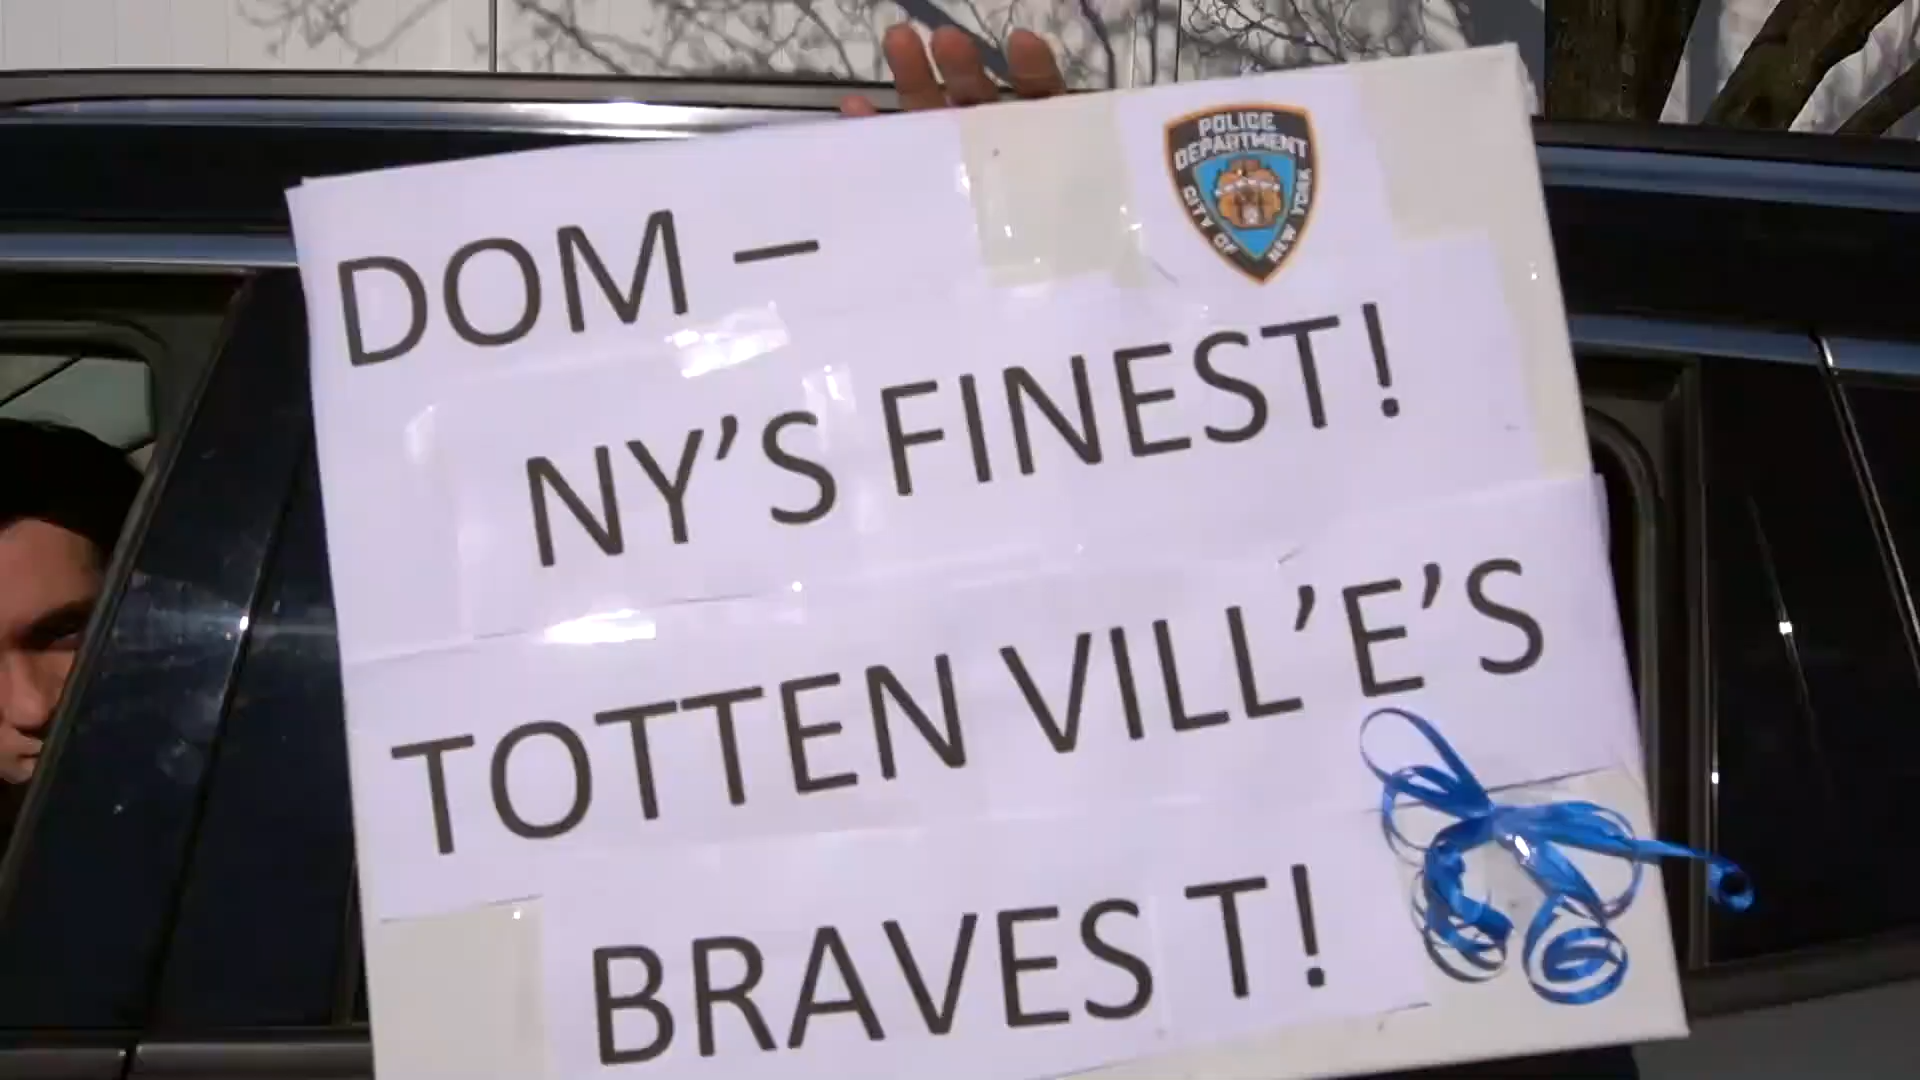 POLICE
DEPARTMENT
CITY OF NEW YORK
DOM –
NY'S FINEST!
TOTTEN VILL'E'S
BRAVES T!